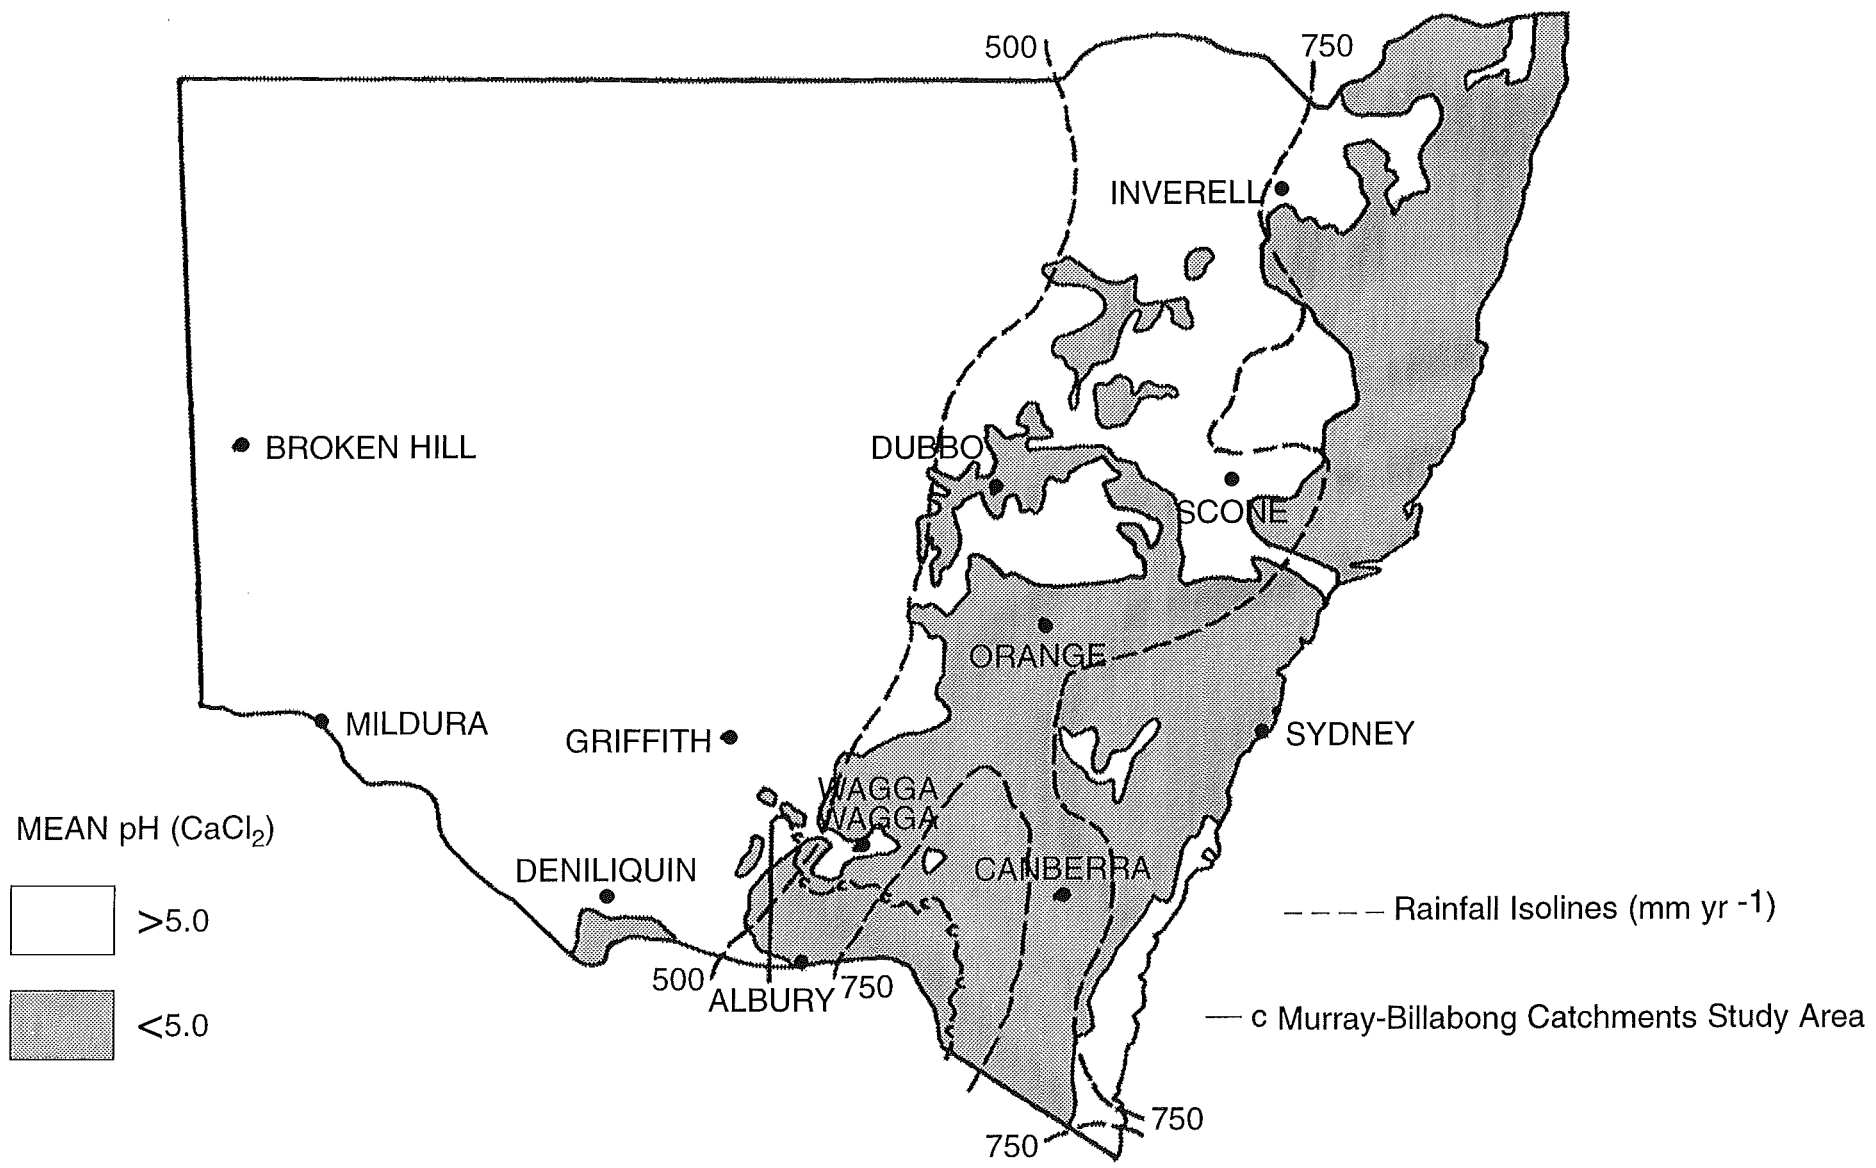 500
750
INVERELL
BROKEN HILL
DUBBO
SCONE
ORANGE
MILDURA
GRIFFITH
SYDNEY
WAGGA
WAGGA
MEAN pH (CaCl₂)
DENILIQUIN
CANBERRA
>5.0
<5.0
500
ALBURY
750
---- Rainfall Isolines (mm yr -1)
— c Murray-Billabong Catchments Study Area
750
750